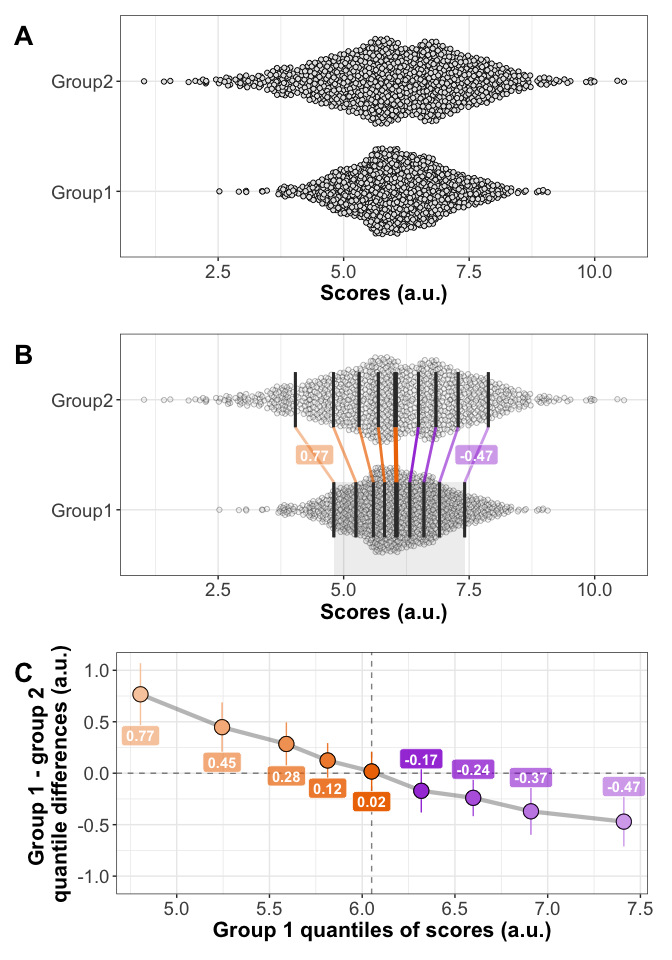 A
Group2
Group1
2.5 5.0 7.5 10.0
Scores (a.u.)
B
Group2
0.77 -0.47
Group1
2.5 5.0 7.5 10.0
Scores (a.u.)
C
Group 1 - group 2
quantile differences (a.u.)
1.0
0.5
0.0
-0.5
-1.0
0.77
0.45
0.28
0.12
0.02
-0.17
-0.24
-0.37
-0.47
5.0 5.5 6.0 6.5 7.0 7.5
Group 1 quantiles of scores (a.u.)